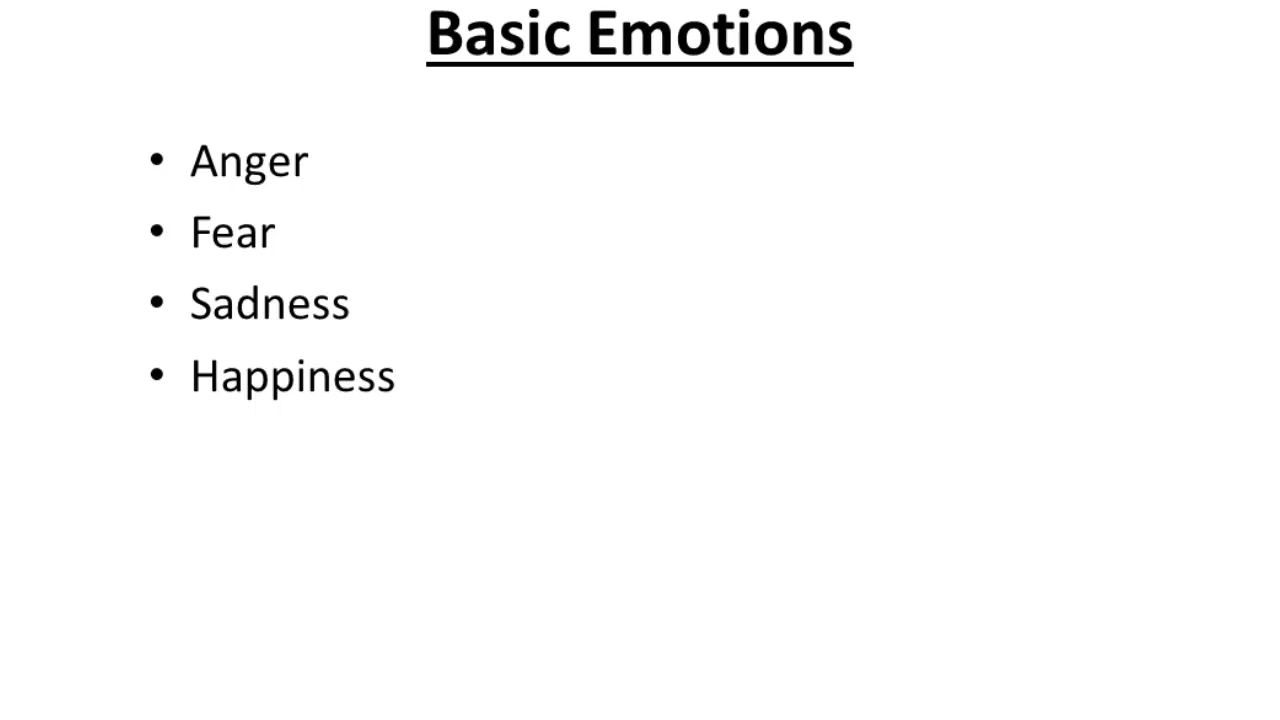 Basic Emotions
• Anger
• Fear
• Sadness
• Happiness